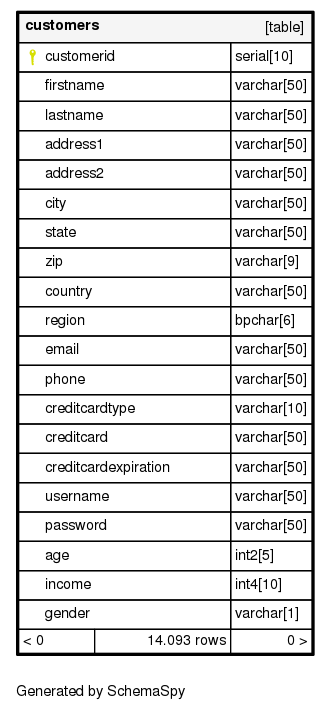 customers [table]
customerid serial[10]
firstname varchar[50]
lastname varchar[50]
address1 varchar[50]
address2 varchar[50]
city varchar[50]
state varchar[50]
zip varchar[9]
country varchar[50]
region bpchar[6]
email varchar[50]
phone varchar[50]
creditcardtype varchar[10]
creditcard varchar[50]
creditcardexpiration varchar[50]
username varchar[50]
password varchar[50]
age int2[5]
income int4[10]
gender varchar[1]
< 0 14.093 rows 0 >
Generated by SchemaSpy